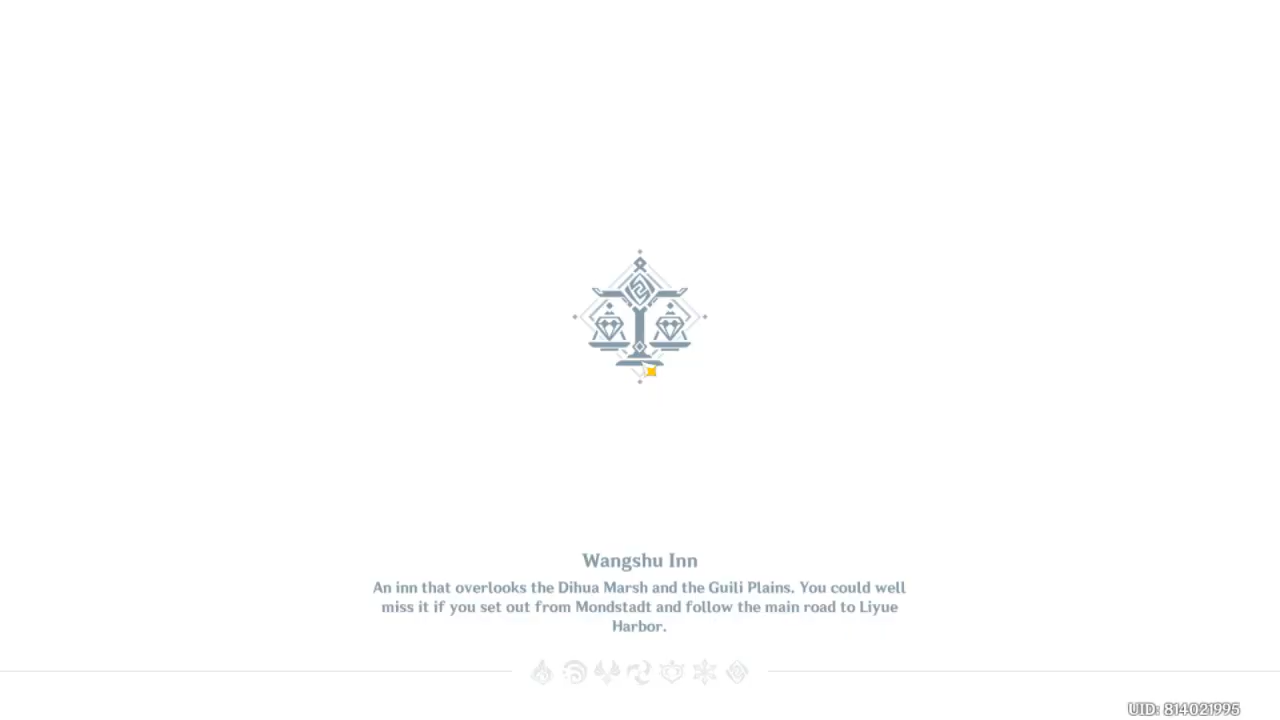 Wangshu Inn
An inn that overlooks the Dihua Marsh and the Guili Plains. You could well
miss it if you set out from Mondstadt and follow the main road to Liyue
Harbor.
UID: 814021995